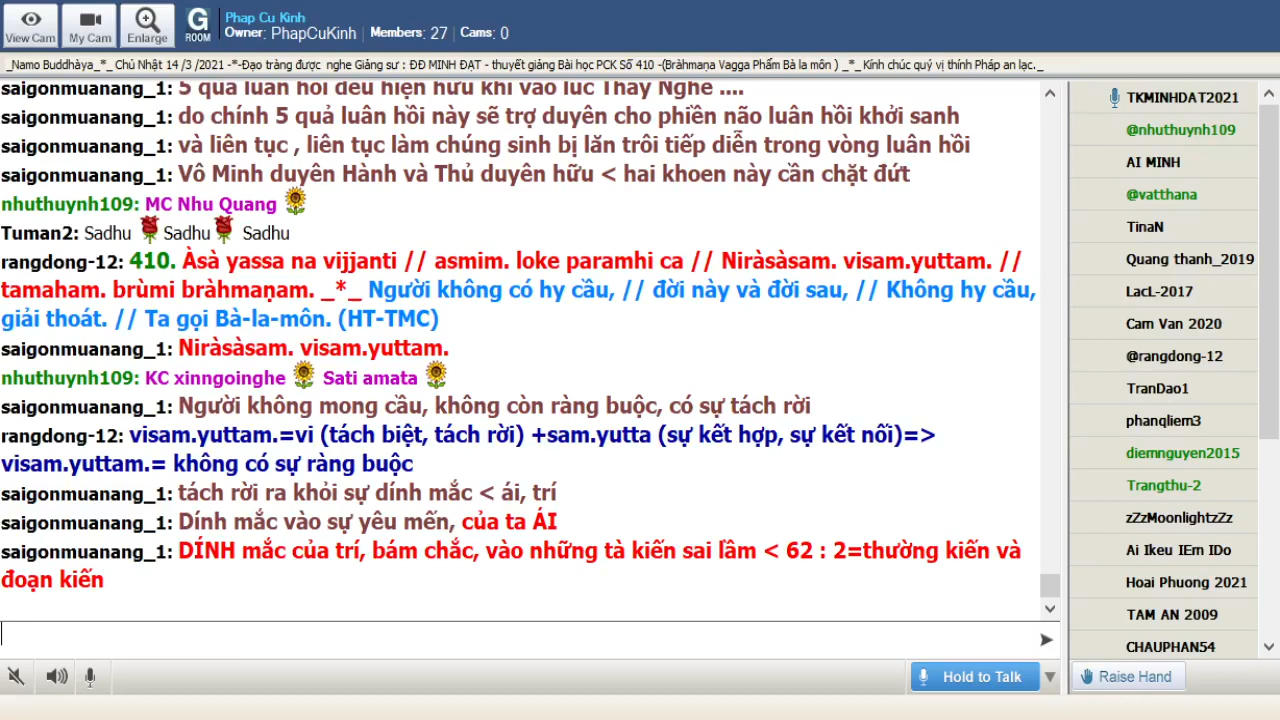 View Cam
My Cam
Enlarge
G
ROOM
Phap Cu Kinh
Owner: PhapCuKinh Members: 27 Cams: 0
_Namo Buddhàya_*_ Chủ Nhật 14 /3 /2021 -*-Đạo tràng được nghe Giảng sư : ĐĐ MINH ĐẠT - thuyết giảng Bài học PCK Số 410 -(Bràhmaṇa Vagga Phẩm Bà la môn ) _*_ Kính chúc quý vị thính Pháp an lạc._
saigonmuanang_1: 5 quả luân hồi đều hiện hữu khi vào lúc Thấy Nghe ....
saigonmuanang_1: do chính 5 quả luân hồi này sẽ trợ duyên cho phiền não luân hồi khởi sanh
saigonmuanang_1: và liên tục , liên tục làm chúng sinh bị lăn trôi tiếp diễn trong vòng luân hồi
saigonmuanang_1: Vô Minh duyên Hành và Thủ duyên hữu < hai khoen này cần chặt đứt
nhuthuynh109: MC Nhu Quang
Tuman2: Sadhu Sadhu Sadhu
rangdong-12: 410. Àsà yassa na vijjanti // asmim. loke paramhi ca // Niràsàsam. visam.yuttam. //
tamaham. brùmi bràhmaṇam. _*_ Người không có hy cầu, // đời này và đời sau, // Không hy cầu,
giải thoát. // Ta gọi Bà-la-môn. (HT-TMC)
saigonmuanang_1: Niràsàsam. visam.yuttam.
nhuthuynh109: KC xinngoinghe Sati amata
saigonmuanang_1: Người không mong cầu, không còn ràng buộc, có sự tách rời
rangdong-12: visam.yuttam.=vi (tách biệt, tách rời) +sam.yutta (sự kết hợp, sự kết nối)=>
visam.yuttam.= không có sự ràng buộc
saigonmuanang_1: tách rời ra khỏi sự dính mắc < ái, trí
saigonmuanang_1: Dính mắc vào sự yêu mến, của ta ÁI
saigonmuanang_1: DÍNH mắc của trí, bám chắc, vào những tà kiến sai lầm < 62 : 2=thường kiến và
đoạn kiến
Hold to Talk
TKMINHDAT2021
@nhuthuynh109
AI MINH
@vatthana
TinaN
Quang thanh_2019
LacL-2017
Cam Van 2020
@rangdong-12
TranDao1
phanqliem3
diemnguyen2015
Trangthu-2
zZzMoonlightzZz
Ai Ikeu IEm IDo
Hoai Phuong 2021
TAM AN 2009
CHAUPHAN54
Raise Hand